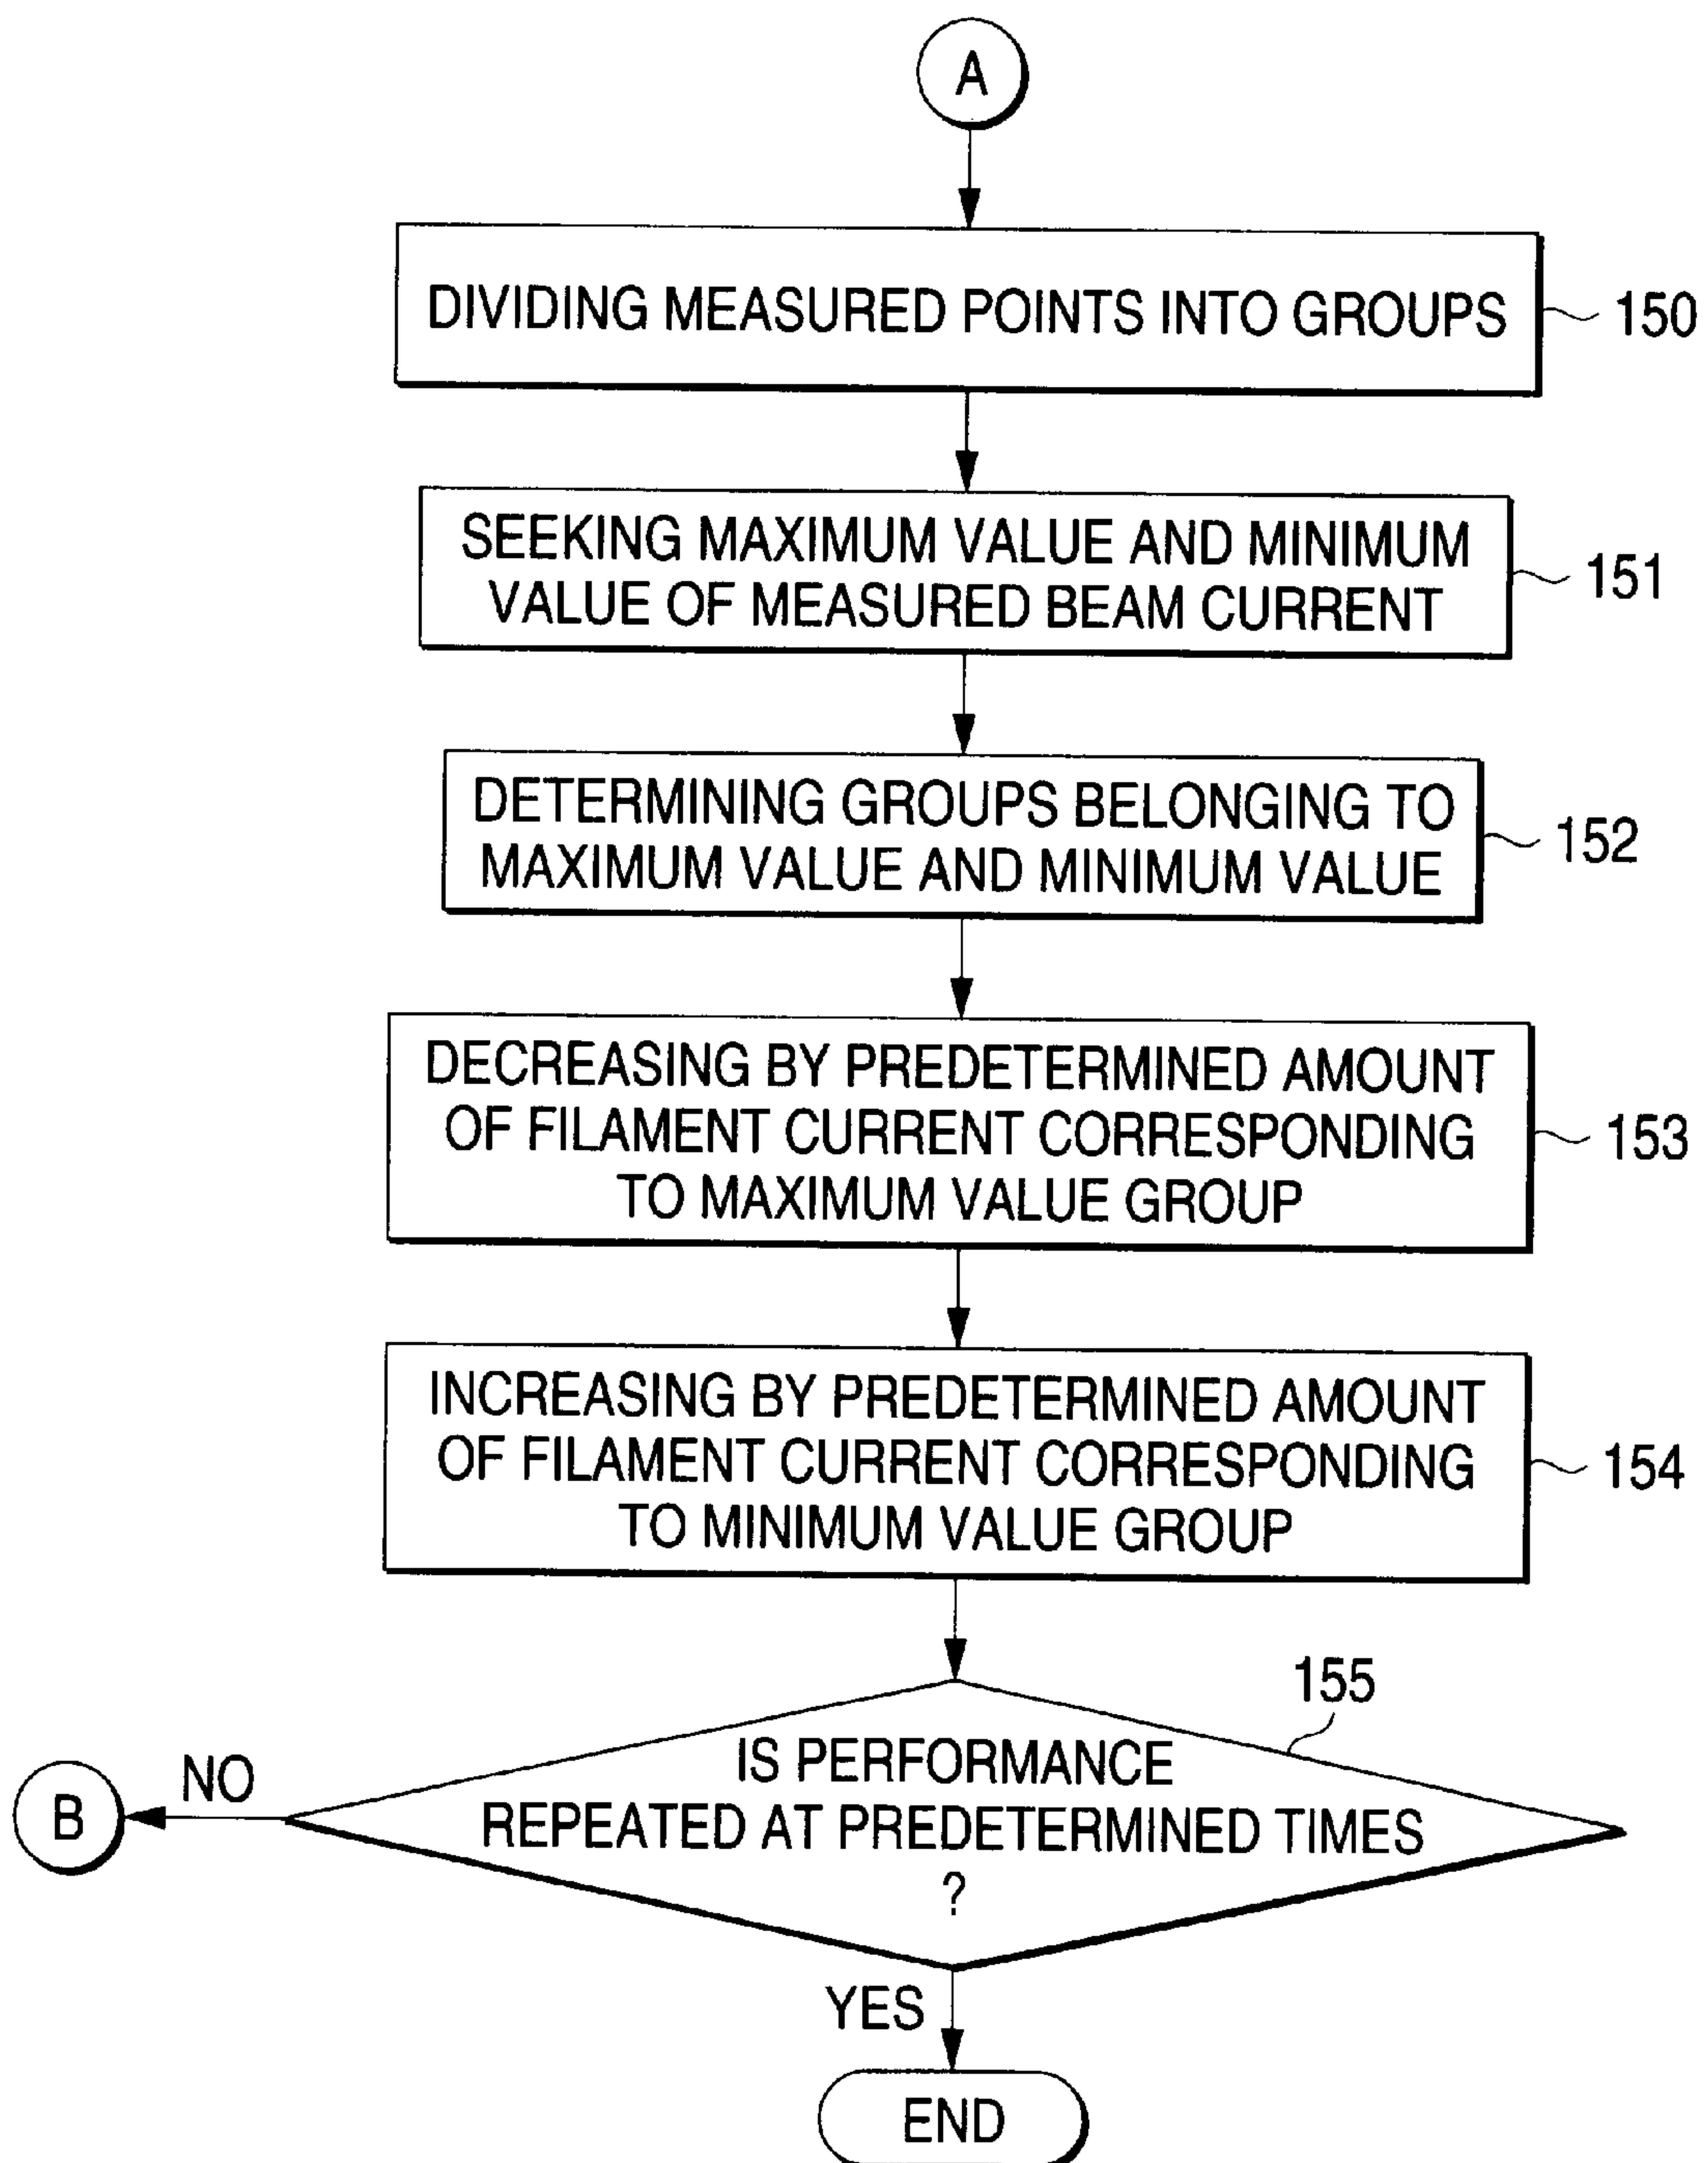 A
DIVIDING MEASURED POINTS INTO GROUPS
150
SEEKING MAXIMUM VALUE AND MINIMUM
VALUE OF MEASURED BEAM CURRENT
151
DETERMINING GROUPS BELONGING TO
MAXIMUM VALUE AND MINIMUM VALUE
152
DECREASING BY PREDETERMINED AMOUNT
OF FILAMENT CURRENT CORRESPONDING
TO MAXIMUM VALUE GROUP
153
INCREASING BY PREDETERMINED AMOUNT
OF FILAMENT CURRENT CORRESPONDING
TO MINIMUM VALUE GROUP
154
155
IS PERFORMANCE
REPEATED AT PREDETERMINED TIMES
?
NO
B
YES
END